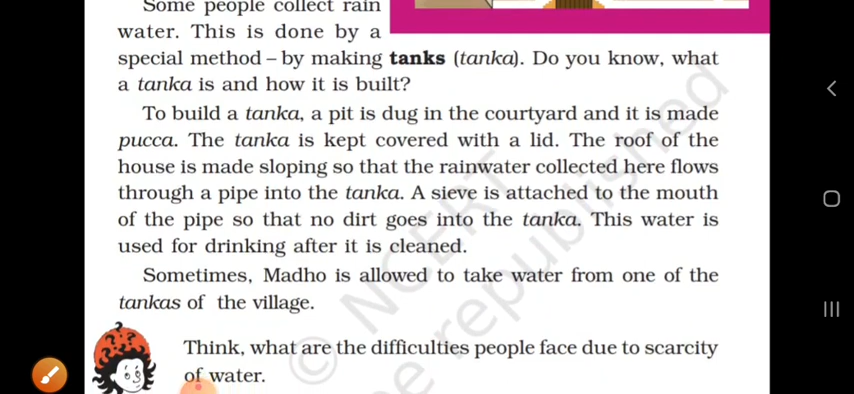 Some people collect rain
water. This is done by a
special method – by making tanks (tanka). Do you know, what
a tanka is and how it is built?
To build a tanka, a pit is dug in the courtyard and it is made
pucca. The tanka is kept covered with a lid. The roof of the
house is made sloping so that the rainwater collected here flows
through a pipe into the tanka. A sieve is attached to the mouth
of the pipe so that no dirt goes into the tanka. This water is
used for drinking after it is cleaned.
Sometimes, Madho is allowed to take water from one of the
tankas of the village.
Think, what are the difficulties people face due to scarcity
of water.
© NCERT
be republished